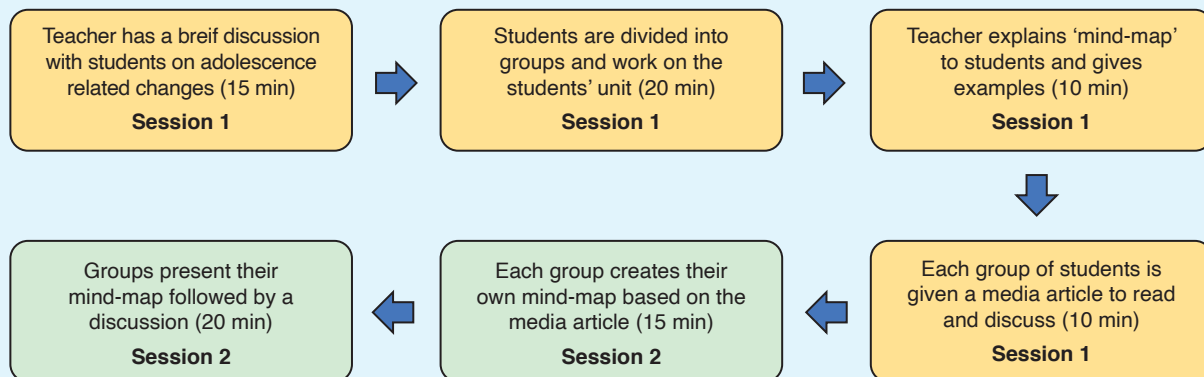 Teacher has a breif discussion
with students on adolescence
related changes (15 min)
Session 1
Students are divided into
groups and work on the
students' unit (20 min)
Session 1
Teacher explains ‘mind-map’
to students and gives
examples (10 min)
Session 1
Each group of students is
given a media article to read
and discuss (10 min)
Session 1
Each group creates their
own mind-map based on the
media article (15 min)
Session 2
Groups present their
mind-map followed by a
discussion (20 min)
Session 2